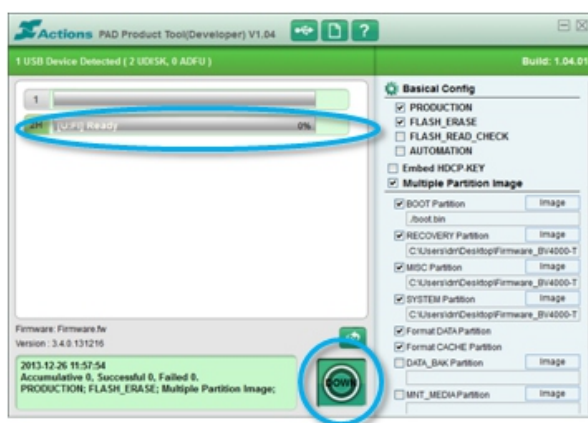 Actions PAD Product Tool(Developer) V1.04
?
1 USB Device Detected ( 2 UDISK, 0 ADFU )
Build: 1.04.01
1
2H Ready 0%
Firmware: Firmware.fw
Version : 3.4.0.131216
2013-12-26 11:57:54
Accumulative 0, Successful 0, Failed 0.
PRODUCTION; FLASH_ERASE; Multiple Partition Image;
DOWN
Basical Config
PRODUCTION
FLASH_ERASE
FLASH_READ_CHECK
AUTOMATION
Embed HDCP-KEY
Multiple Partition Image
BOOT Partition Image
./boot.bin
RECOVERY Partition Image
C:\Users\dri\Desktop\Firmware_BV4000-T
MISC Partition Image
C:\Users\dri\Desktop\Firmware_BV4000-T
SYSTEM Partition Image
C:\Users\dri\Desktop\Firmware_BV4000-T
Format DATA Partition
Format CACHE Partition
DATA_BAK Partition Image
MNT_MEDIA Partition Image